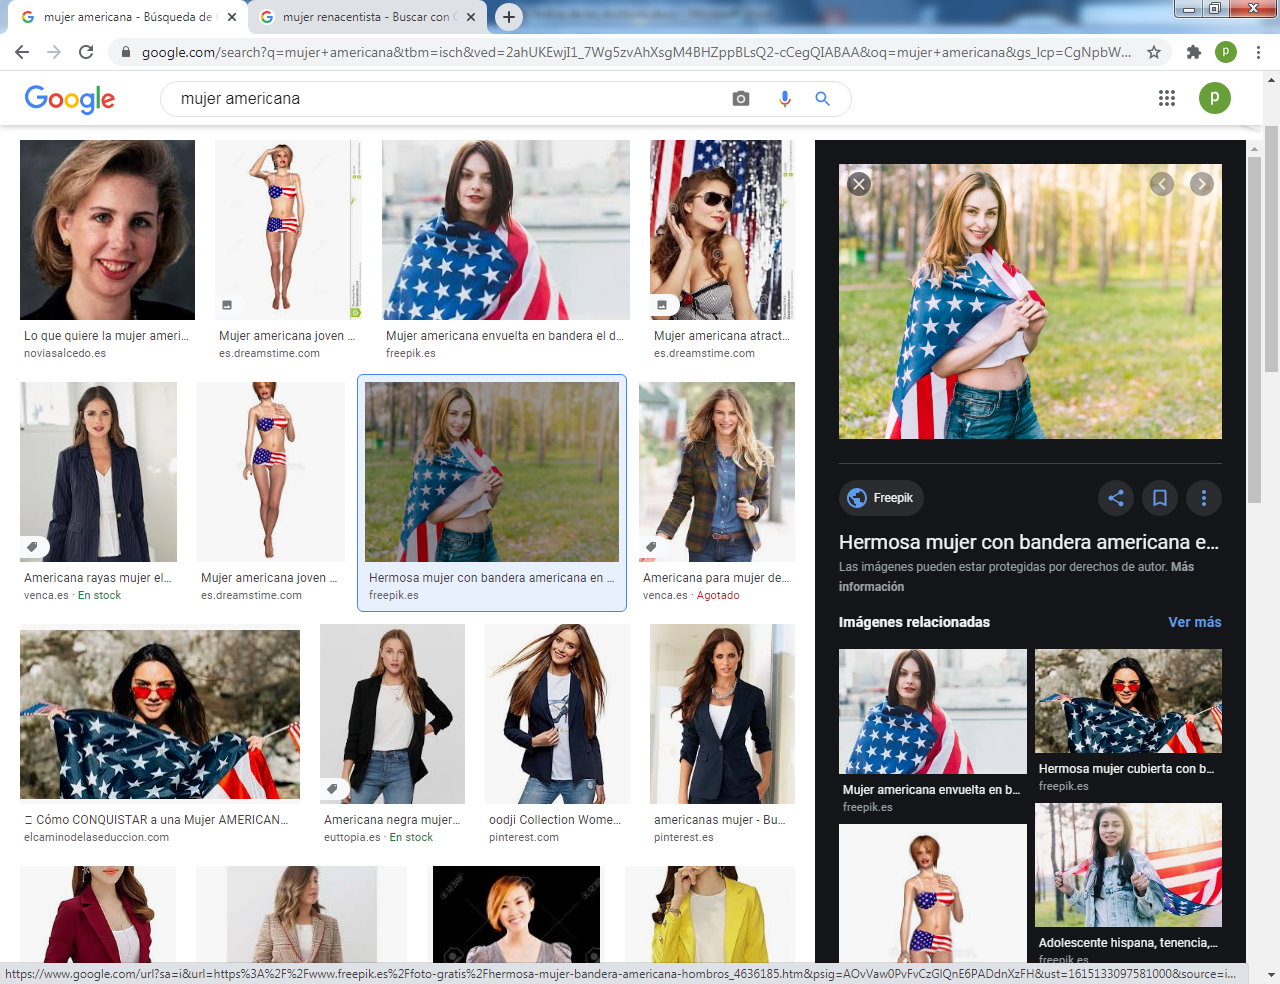 mujer americana - Búsqueda de
mujer renacentista - Buscar con
google.com/search?q=mujer+americana&tbm=isch&ved=2ahUKEwjI1_7Wg5zvAhXsgM4BHZppBLsQ2-cCegQIABAA&oq=mujer+americana&gs_lcp=CgNpbW...
p
Google
mujer americana
p
Lo que quiere la mujer ameri...
noviasalcedo.es
Mujer americana joven ...
es.dreamstime.com
Mujer americana envuelta en bandera el d...
freepik.es
Mujer americana atract...
es.dreamstime.com
Americana rayas mujer el...
venca.es · En stock
Mujer americana joven ...
es.dreamstime.com
Hermosa mujer con bandera americana en ...
freepik.es
Americana para mujer de...
venca.es · Agotado
Cómo CONQUISTAR a una Mujer AMERICAN...
elcaminodelaseduccion.com
Americana negra mujer...
euttopia.es · En stock
oodji Collection Wome...
pinterest.com
americanas mujer - Bu...
pinterest.es
Freepik
Hermosa mujer con bandera americana e...
Las imágenes pueden estar protegidas por derechos de autor. Más
información
Imágenes relacionadas
Ver más
Mujer americana envuelta en b...
freepik.es
Hermosa mujer cubierta con b...
freepik.es
Adolescente hispana, tenencia,...
freepik.es
https://www.google.com/url?sa=i&url=https%3A%2F%2Fwww.freepik.es%2Ffoto-gratis%2Fhermosa-mujer-bandera-americana-hombros_4636185.htm&psig=AOvVaw0PvFvCzGlQnE6PADdnXzFH&ust=1615133097581000&source=i...